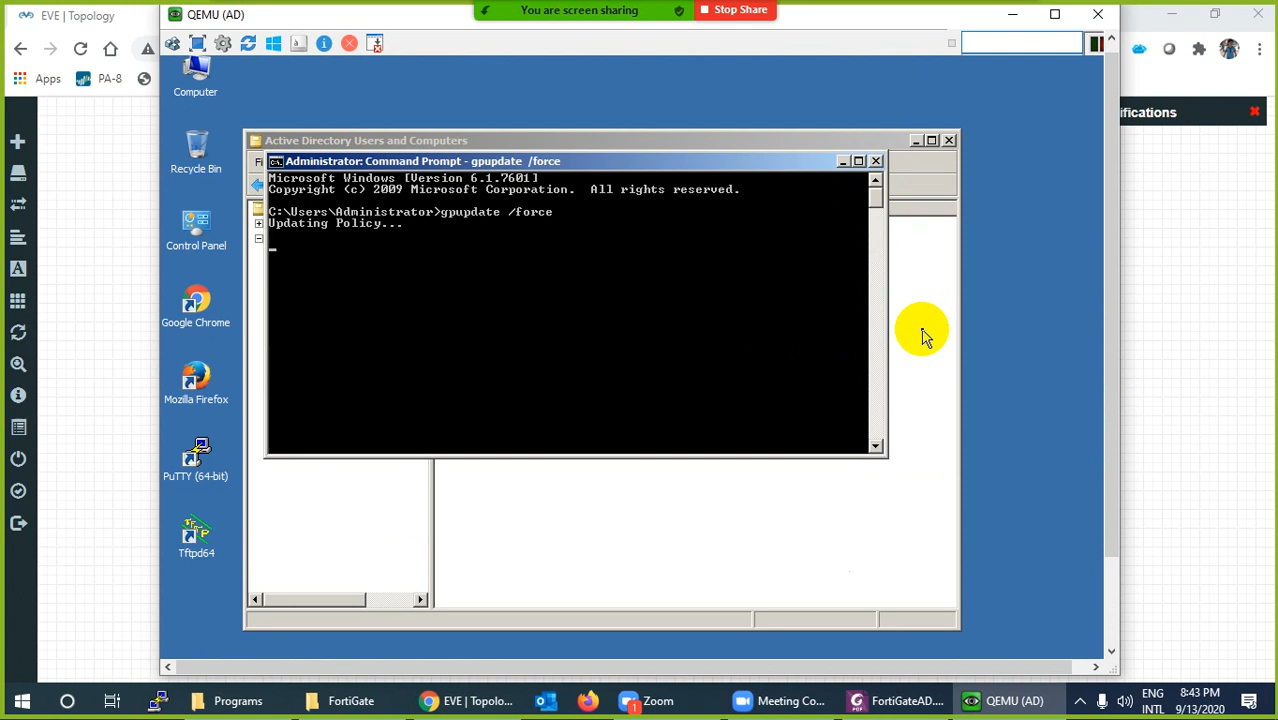 EVE | Topology
QEMU (AD)
You are screen sharing
Stop Share
Apps
PA-8
ifications
Computer
Recycle Bin
Control Panel
Google Chrome
Mozilla Firefox
PuTTY (64-bit)
Tftpd64
Active Directory Users and Computers
Fi
Administrator: Command Prompt - gpupdate /force
Microsoft Windows [Version 6.1.7601]
Copyright (c) 2009 Microsoft Corporation. All rights reserved.
C:\Users\Administrator>gpupdate /force
Updating Policy...
Programs
FortiGate
EVE | Topolo...
1
Zoom
Meeting Co...
FortiGateAD....
QEMU (AD)
ENG
INTL
8:43 PM
9/13/2020